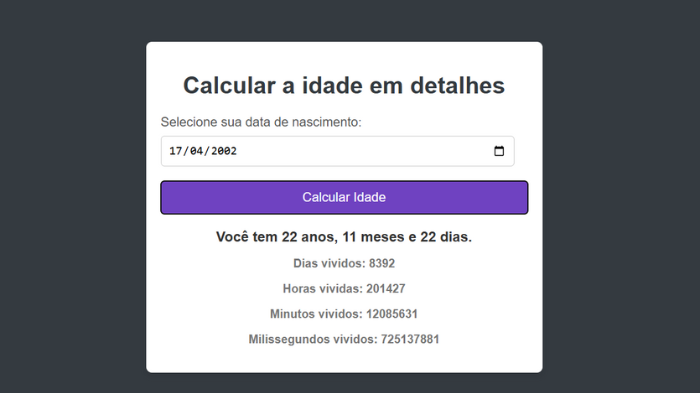 Calcular a idade em detalhes
Selecione sua data de nascimento:
17/04/2002
Calcular Idade
Você tem 22 anos, 11 meses e 22 dias.
Dias vividos: 8392
Horas vividas: 201427
Minutos vividos: 12085631
Milissegundos vividos: 725137881